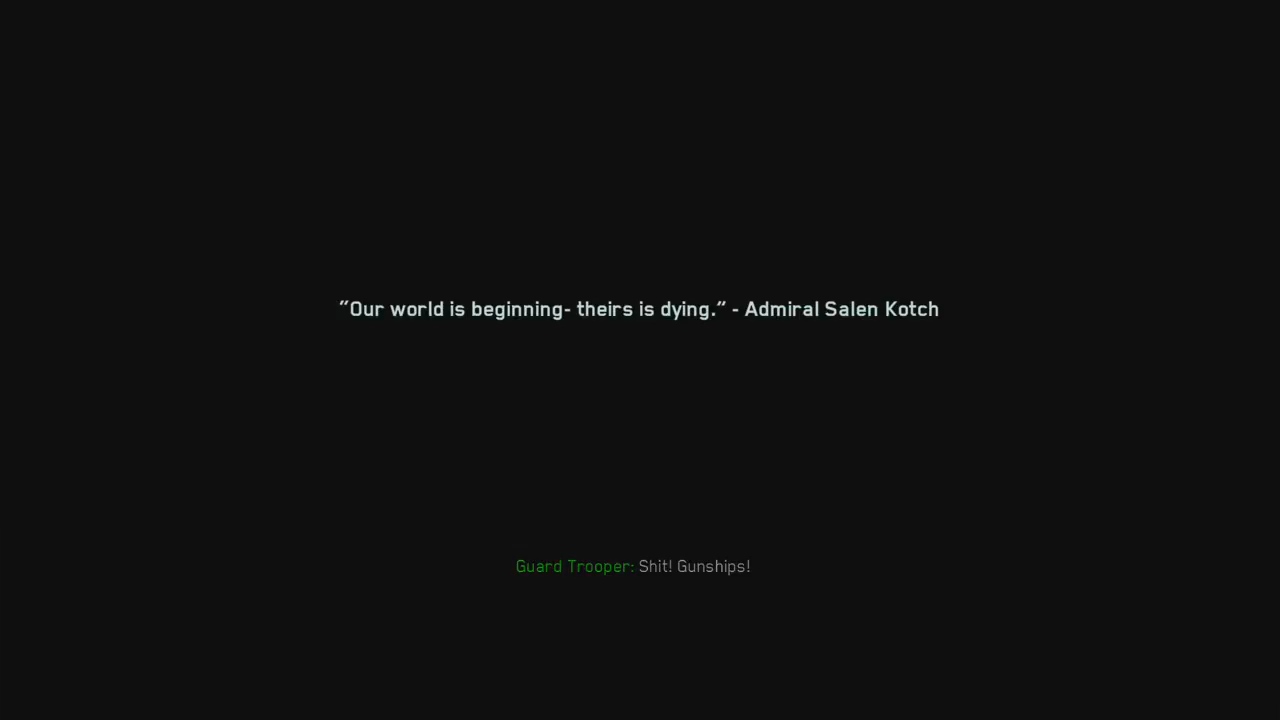 “Our world is beginning- theirs is dying.” - Admiral Salen Kotch
Guard Trooper: Shit! Gunships!